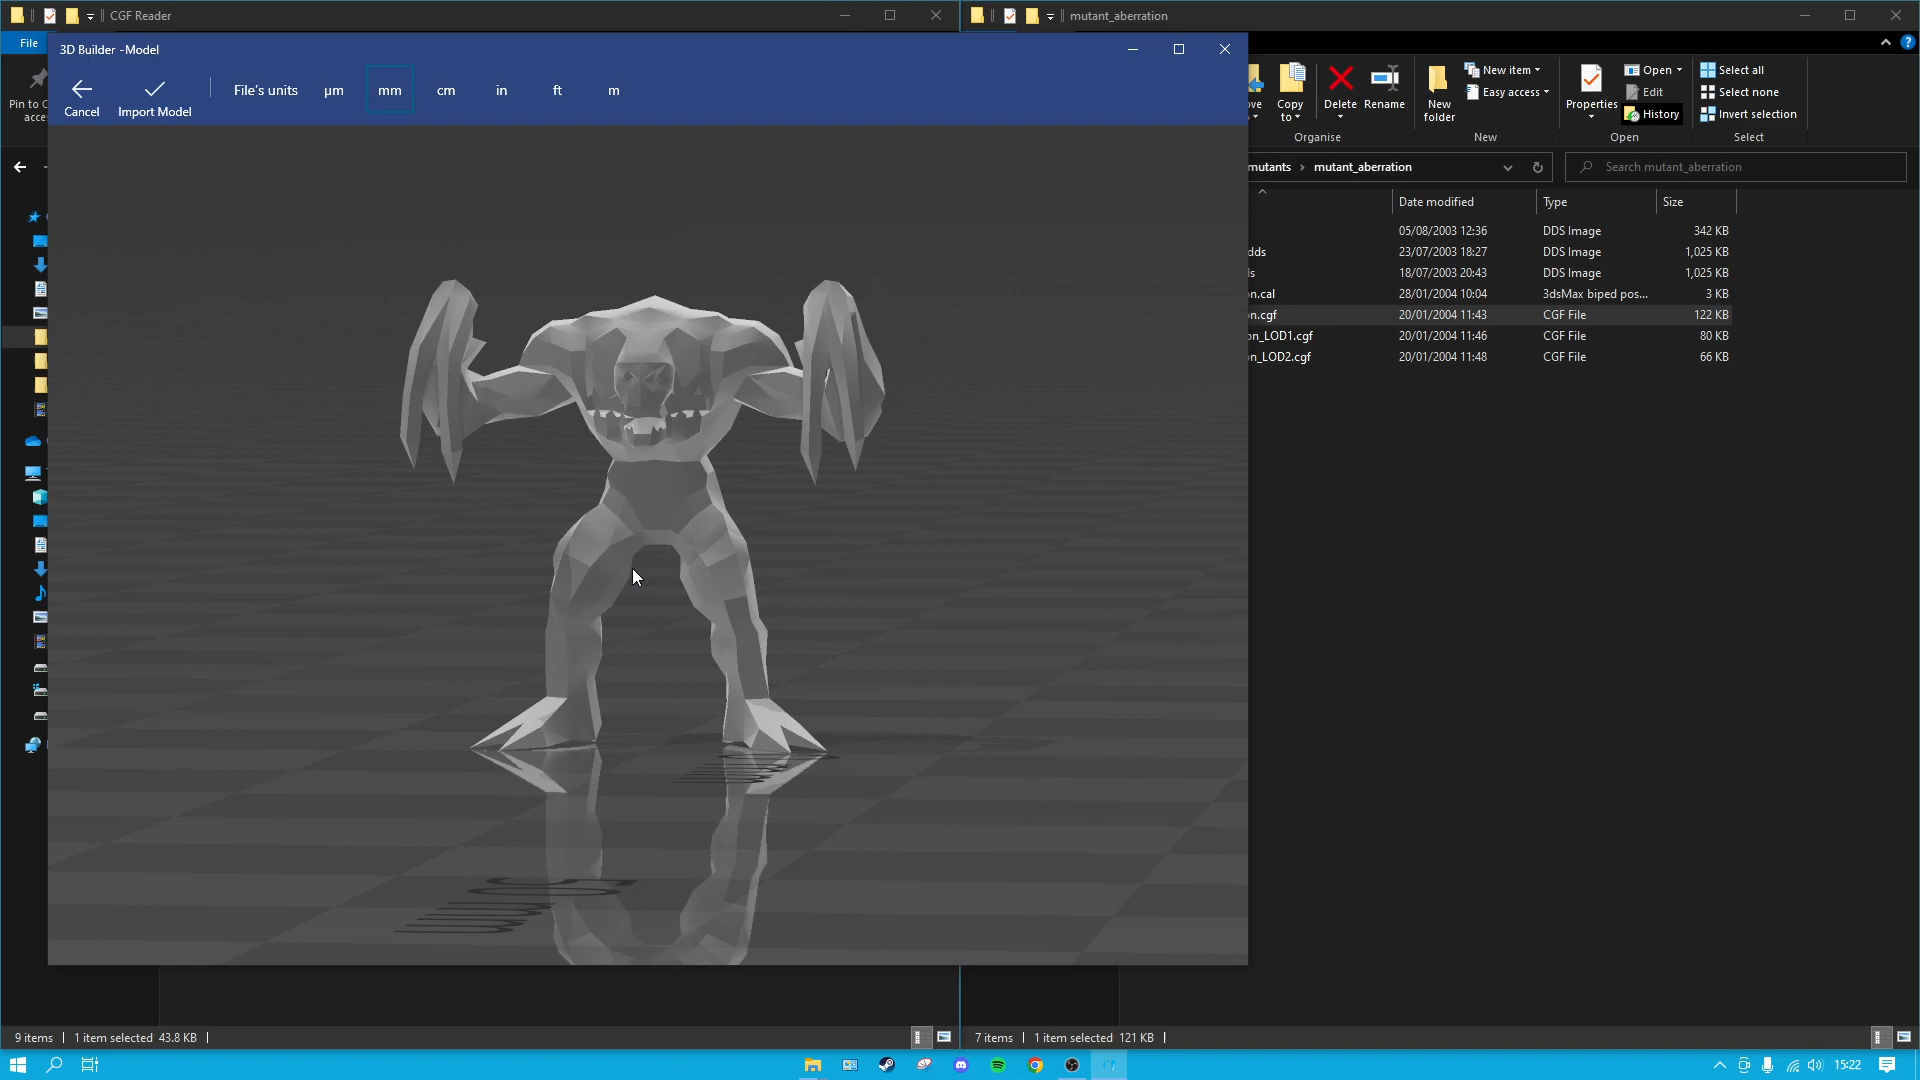 CGF Reader
mutant_aberration
File
3D Builder -Model
Cancel
Import Model
File's units
µm
mm
cm
in
ft
m
Pin to
acce
Copy
to
Delete
Rename
New
folder
New item
Easy access
Properties
Open
Edit
History
Select all
Select none
Invert selection
Organise
New
Open
Select
mutants › mutant_aberration
Search mutant_aberration
Date modified
Type
Size
05/08/2003 12:36 DDS Image 342 KB
dds 23/07/2003 18:27 DDS Image 1,025 KB
ls 18/07/2003 20:43 DDS Image 1,025 KB
n.cal 28/01/2004 10:04 3dsMax biped pos... 3 KB
n.cgf 20/01/2004 11:43 CGF File 122 KB
on_LOD1.cgf 20/01/2004 11:46 CGF File 80 KB
on_LOD2.cgf 20/01/2004 11:48 CGF File 66 KB
9 items
1 item selected 43.8 KB
7 items
1 item selected 121 KB
15:22